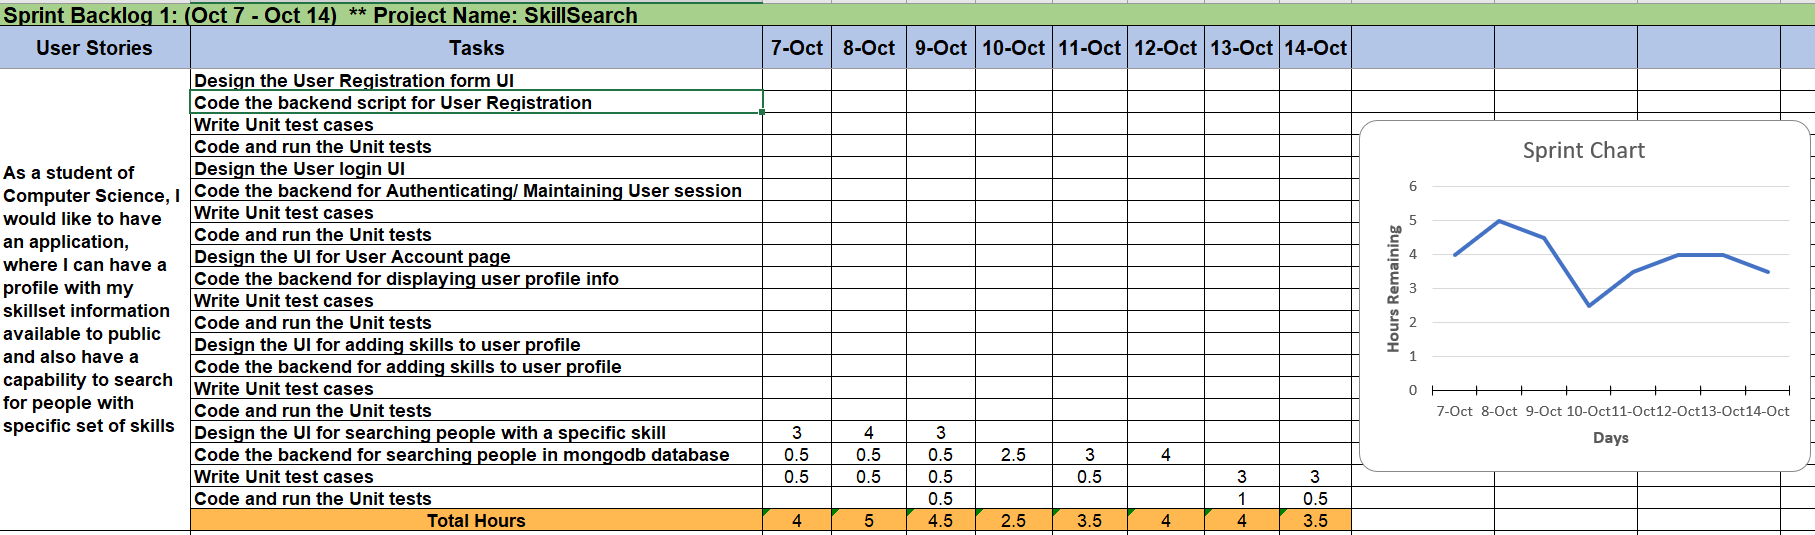 Sprint Backlog 1: (Oct 7 - Oct 14)  ** Project Name: SkillSearch
User Stories Tasks 7-Oct 8-Oct 9-Oct 10-Oct 11-Oct 12-Oct 13-Oct 14-Oct
As a student of
Computer Science, I
would like to have
an application,
where I can have a
profile with my
skillset information
available to public
and also have a
capability to search
for people with
specific set of skills
Design the User Registration form UI
Code the backend script for User Registration
Write Unit test cases
Code and run the Unit tests
Design the User login UI
Code the backend for Authenticating/ Maintaining User session
Write Unit test cases
Code and run the Unit tests
Design the UI for User Account page
Code the backend for displaying user profile info
Write Unit test cases
Code and run the Unit tests
Design the UI for adding skills to user profile
Code the backend for adding skills to user profile
Write Unit test cases
Code and run the Unit tests
Design the UI for searching people with a specific skill 3 4 3
Code the backend for searching people in mongodb database 0.5 0.5 0.5 2.5 3 4
Write Unit test cases 0.5 0.5 0.5 0.5 3 3
Code and run the Unit tests 0.5 1 0.5
Total Hours 4 5 4.5 2.5 3.5 4 4 3.5
Sprint Chart
Hours Remaining
6
5
4
3
2
1
0
7-Oct 8-Oct 9-Oct 10-Oct 11-Oct 12-Oct 13-Oct 14-Oct
Days